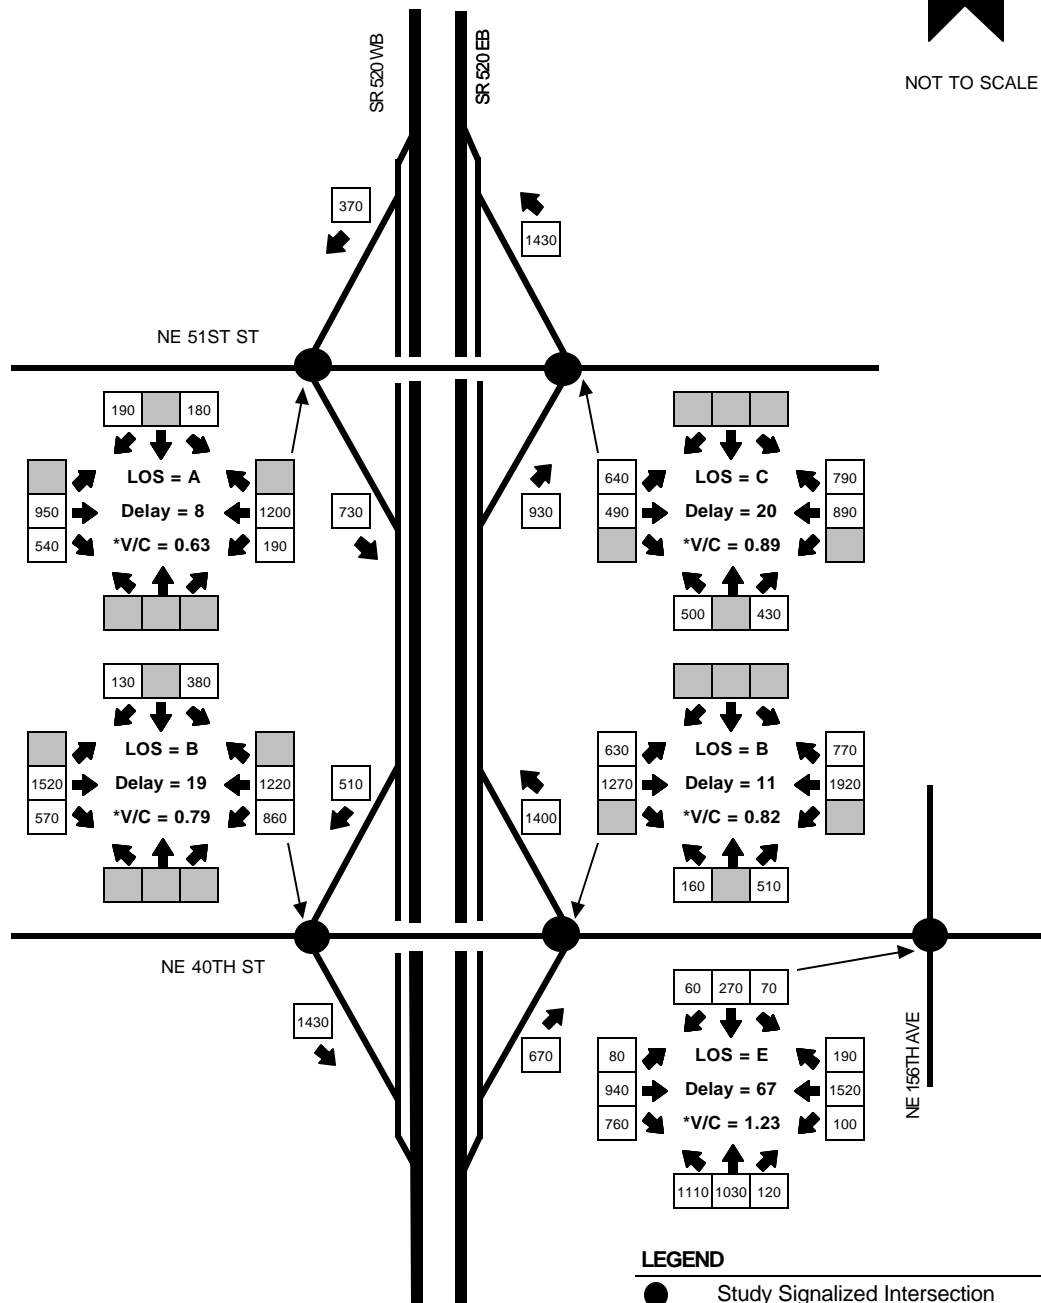 SR 520 WB
SR 520 EB
NOT TO SCALE
370
1430
NE 51ST ST
190 180
LOS = A
950 Delay = 8 1200
540 *V/C = 0.63 190
730
930
640 LOS = C 790
490 Delay = 20 890
*V/C = 0.89
500 430
130 380
LOS = B
1520 Delay = 19 1220
570 *V/C = 0.79 860
510
1400
630 LOS = B 770
1270 Delay = 11 1920
*V/C = 0.82
160 510
NE 40TH ST
1430
670
60 270 70
80 LOS = E 190
940 Delay = 67 1520
760 *V/C = 1.23 100
1110 1030 120
NE 156TH AVE
LEGEND
Study Signalized Intersection